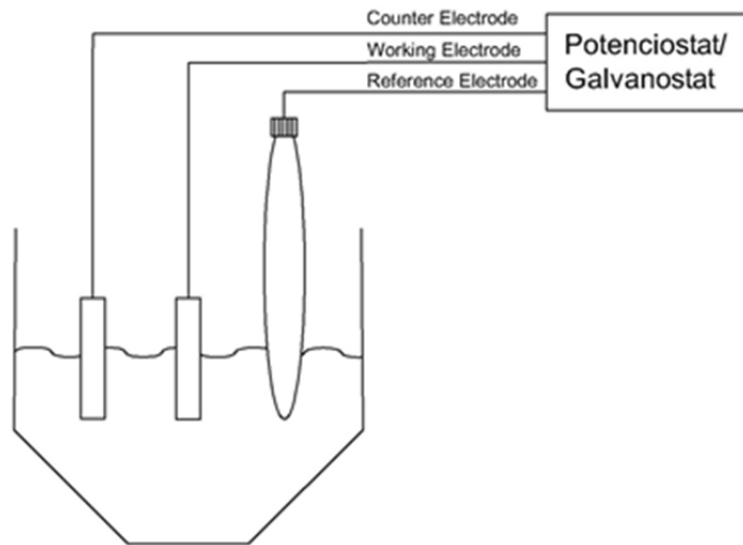 Counter Electrode
Working Electrode
Reference Electrode
Potenciostat/
Galvanostat